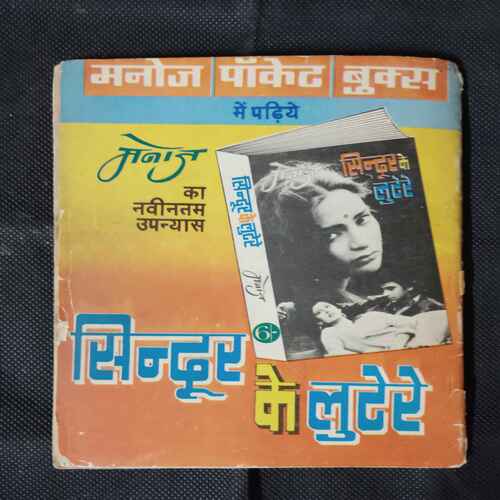 मनोज पॉकेट बुक्स
में पढ़िये
मनोज
का
नवीनतम
उपन्यास
सिन्दूर के लुटेरे
मनोज
6/-
सिन्दूर के
लुटेरे
सिन्दूर
के लुटेरे